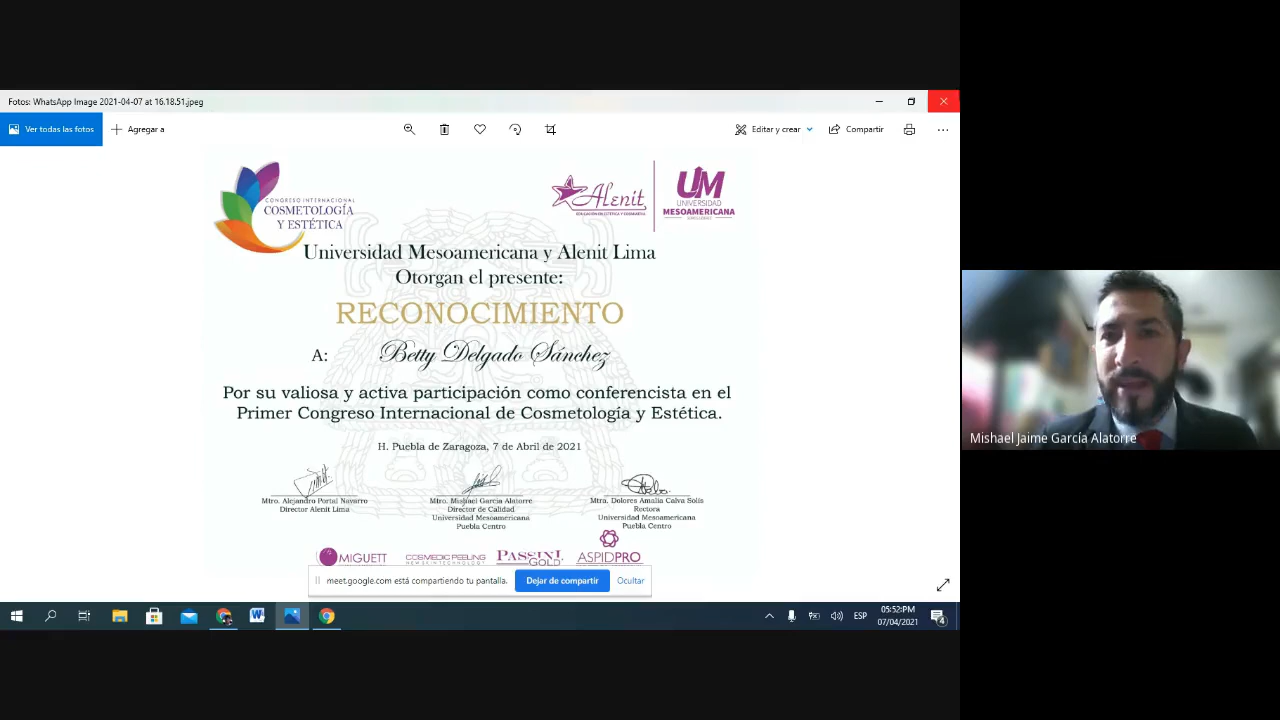 Fotos: WhatsApp Image 2021-04-07 at 16.18.51.jpeg
Ver todas las fotos
Agregar a
Editar y crear
Compartir
CONGRESO INTERNACIONAL
COSMETOLOGÍA
Y ESTÉTICA
Alenit
UM
UNIVERSIDAD
MESOAMERICANA
Universidad Mesoamericana y Alenit Lima
Otorgan el presente:
RECONOCIMIENTO
A: Betty Delgado Sánchez
Por su valiosa y activa participación como conferencista en el
Primer Congreso Internacional de Cosmetología y Estética.
H. Puebla de Zaragoza, 7 de Abril de 2021
Mtro. Alejandro Portal Navarro
Director Alenit Lima
Mtro. Mishael García Alatorre
Director de Calidad
Universidad Mesoamericana
Puebla Centro
Mtra. Dolores Amalia Calva Solís
Rectora
Universidad Mesoamericana
Puebla Centro
MIGUETT
COSMEDIC PEELING
NEW SKIN TECHNOLOGY
PASSINI
GOLD
ASPIDPRO
meet.google.com está compartiendo tu pantalla.
Dejar de compartir
Ocultar
ESP
05:52:PM
07/04/2021
4
Mishael Jaime García Alatorre